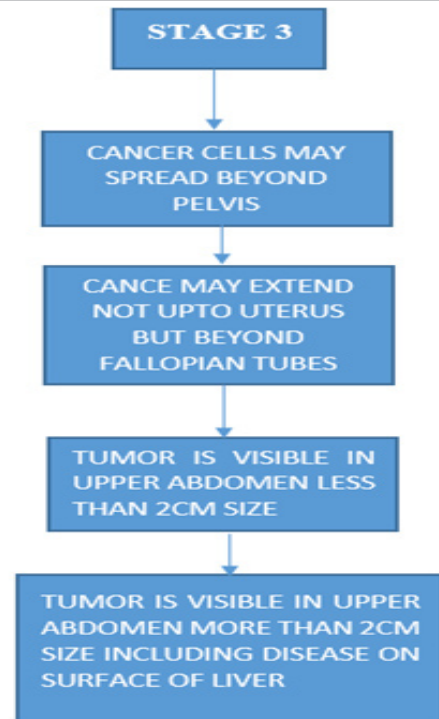 STAGE 3
CANCER CELLS MAY
SPREAD BEYOND
PELVIS
CANCE MAY EXTEND
NOT UPTO UTERUS
BUT BEYOND
FALLOPIAN TUBES
TUMOR IS VISIBLE IN
UPPER ABDOMEN LESS
THAN 2CM SIZE
TUMOR IS VISIBLE IN UPPER
ABDOMEN MORE THAN 2CM
SIZE INCLUDING DISEASE ON
SURFACE OF LIVER